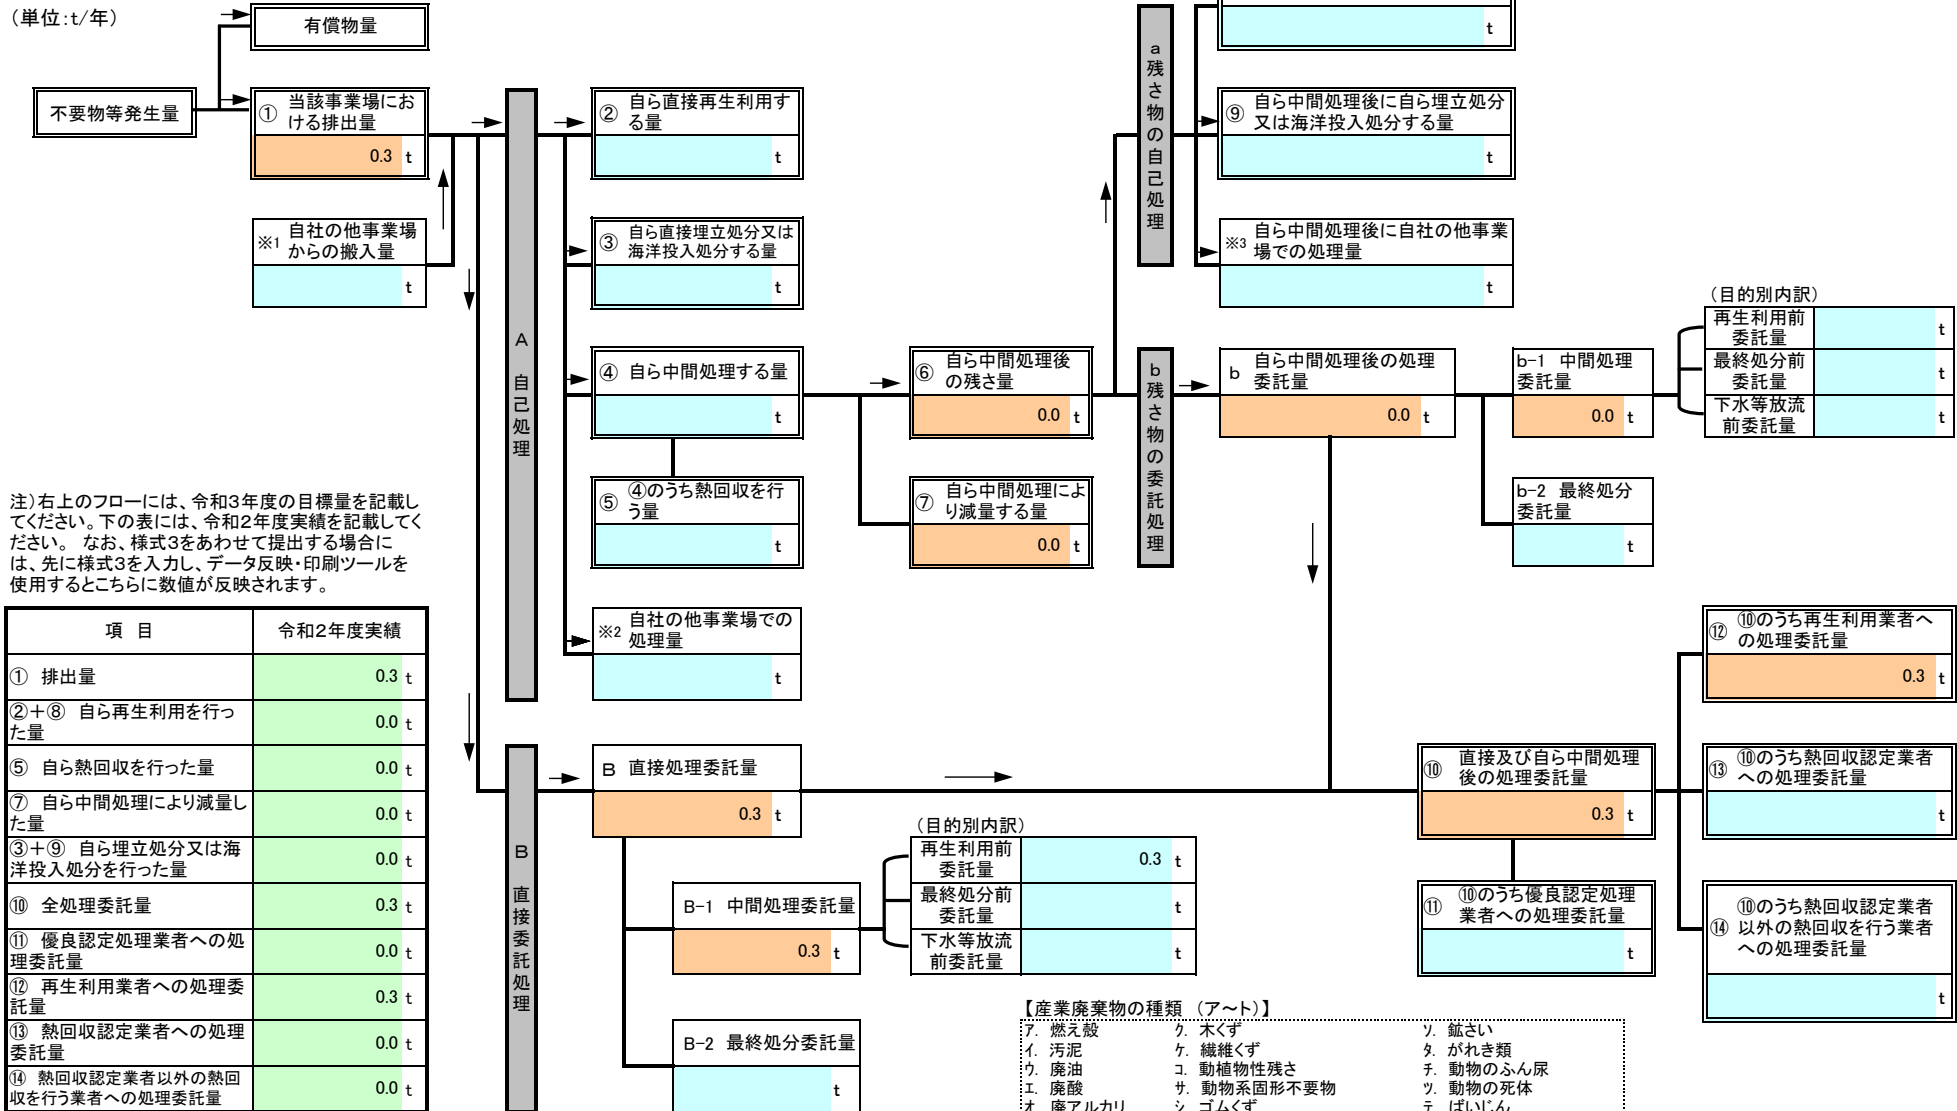 （単位:t/年）
有償物量
不要物等発生量
① 当該事業場にお
ける排出量
0.3 t
※1 自社の他事業場
からの搬入量
t
A 自己処理
② 自ら直接再生利用す
る量
t
③ 自ら直接埋立処分又は
海洋投入処分する量
t
④ 自ら中間処理する量
t
⑤ ④のうち熱回収を行
う量
t
※2 自社の他事業場での
処理量
t
⑥ 自ら中間処理後
の残さ量
0.0 t
⑦ 自ら中間処理によ
り減量する量
0.0 t
a 残さ物の自己処理
t
⑨ 自ら中間処理後に自ら埋立処分
又は海洋投入処分する量
t
※3 自ら中間処理後に自社の他事業
場での処理量
t
b 残さ物の委託処理
b 自ら中間処理後の処理
委託量
0.0 t
b-1 中間処理
委託量
0.0 t
（目的別内訳）
再生利用前
委託量
t
最終処分前
委託量
t
下水等放流
前委託量
t
b-2 最終処分
委託量
t
注）右上のフローには、令和３年度の目標量を記載し
てください。下の表には、令和２年度実績を記載してく
ださい。 なお、様式３をあわせて提出する場合に
は、先に様式３を入力し、データ反映・印刷ツールを
使用するとこちらに数値が反映されます。
項 目 令和２年度実績
① 排出量 0.3 t
②＋⑧ 自ら再生利用を行っ
た量 0.0 t
⑤ 自ら熱回収を行った量 0.0 t
⑦ 自ら中間処理により減量し
た量 0.0 t
③＋⑨ 自ら埋立処分又は海
洋投入処分を行った量 0.0 t
⑩ 全処理委託量 0.3 t
⑪ 優良認定処理業者への処
理委託量 0.0 t
⑫ 再生利用業者への処理委
託量 0.3 t
⑬ 熱回収認定業者への処理
委託量 0.0 t
⑭ 熱回収認定業者以外の熱回
収を行う業者への処理委託量 0.0 t
B 直接委託処理
B 直接処理委託量
0.3 t
B-1 中間処理委託量
0.3 t
（目的別内訳）
再生利用前
委託量
0.3 t
最終処分前
委託量
t
下水等放流
前委託量
t
B-2 最終処分委託量
t
⑩ 直接及び自ら中間処理
後の処理委託量
0.3 t
⑪ ⑩のうち優良認定処理
業者への処理委託量
t
⑫ ⑩のうち再生利用業者へ
の処理委託量
0.3 t
⑬ ⑩のうち熱回収認定業者
への処理委託量
t
⑭ ⑩のうち熱回収認定業者
以外の熱回収を行う業者
への処理委託量
t
【産業廃棄物の種類 （ア～ト）】
ア. 燃え殻 ク. 木くず ソ. 鉱さい
イ. 汚泥 ケ. 繊維くず タ. がれき類
ウ. 廃油 コ. 動植物性残さ チ. 動物のふん尿
エ. 廃酸 サ. 動物系固形不要物 ツ. 動物の死体
オ. 廃アルカリ シ. ゴムくず テ. ばいじん